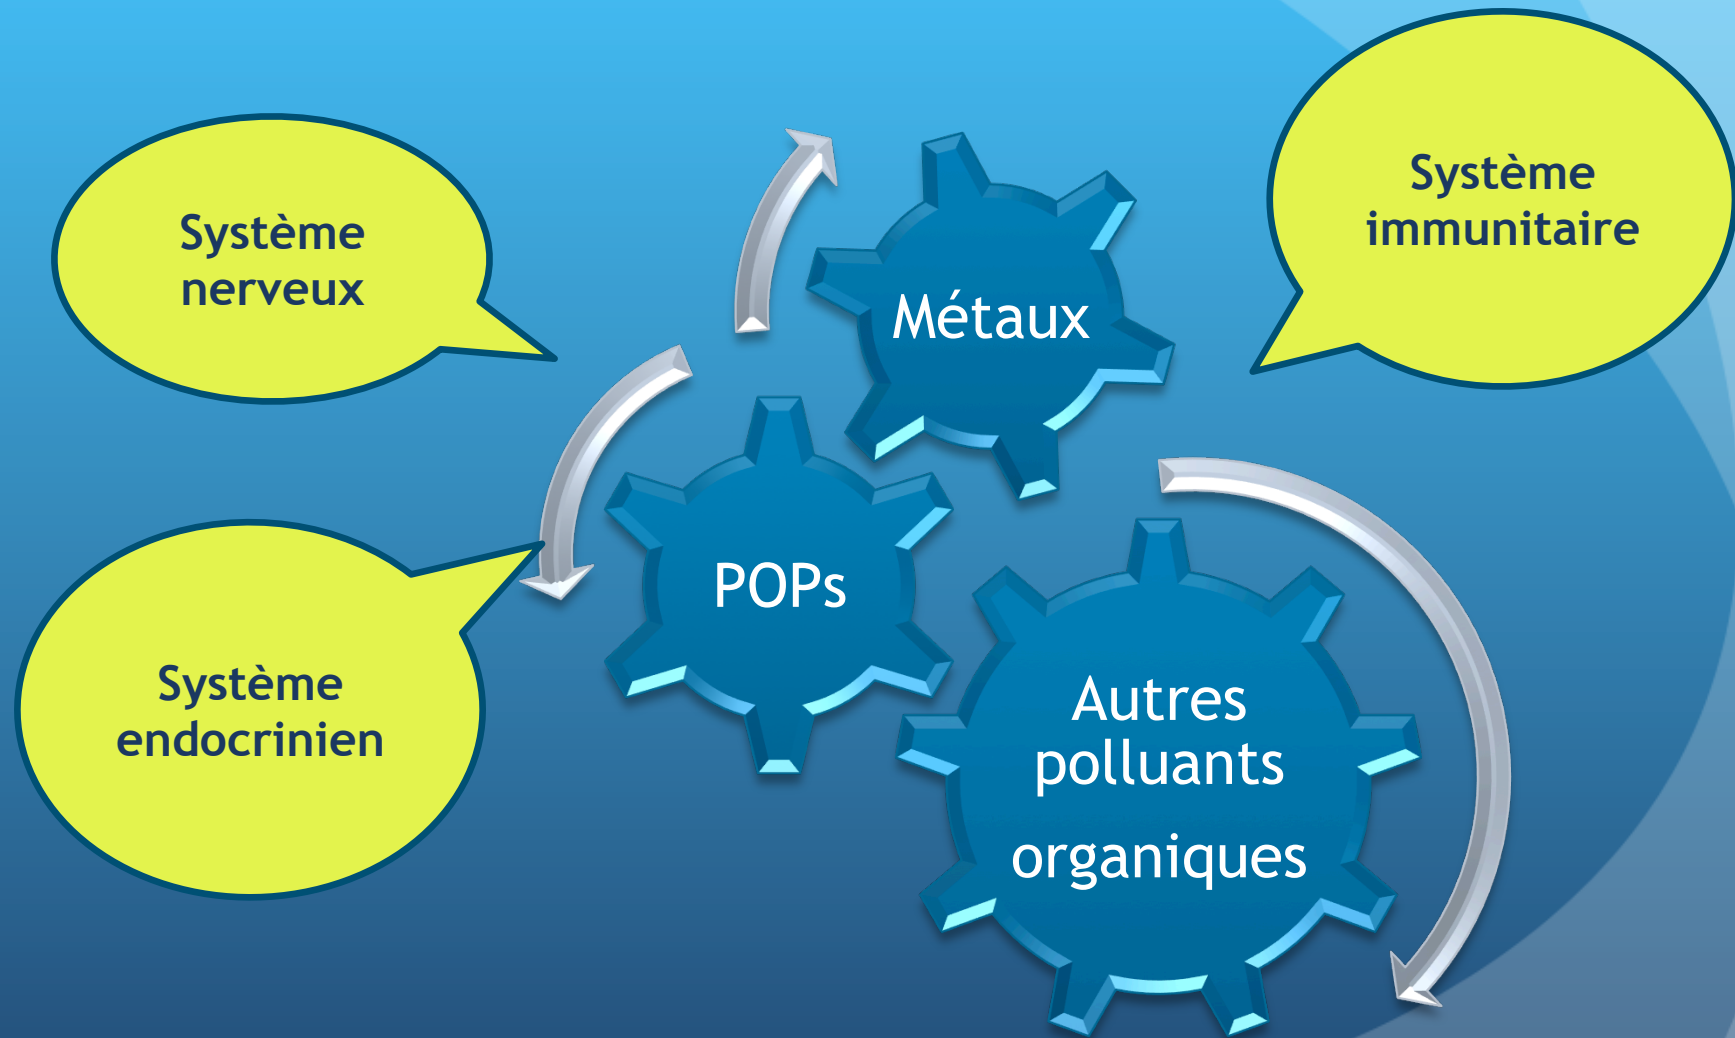 Système
nerveux
Système
immunitaire
Métaux
POPs
Système
endocrinien
Autres
polluants
organiques